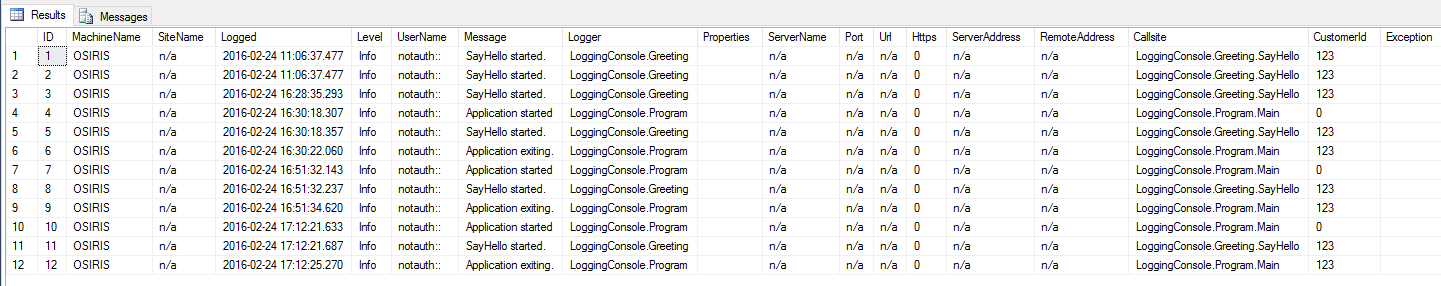 Results Messages
ID MachineName SiteName Logged Level UserName Message Logger Properties ServerName Port Url Https ServerAddress RemoteAddress Callsite CustomerId Exception
1 1 OSIRIS n/a 2016-02-24 11:06:37.477 Info notauth:: SayHello started. LoggingConsole.Greeting n/a n/a n/a 0 n/a n/a LoggingConsole.Greeting.SayHello 123
2 2 OSIRIS n/a 2016-02-24 11:06:37.477 Info notauth:: SayHello started. LoggingConsole.Greeting n/a n/a n/a 0 n/a n/a LoggingConsole.Greeting.SayHello 123
3 3 OSIRIS n/a 2016-02-24 16:28:35.293 Info notauth:: SayHello started. LoggingConsole.Greeting n/a n/a n/a 0 n/a n/a LoggingConsole.Greeting.SayHello 123
4 4 OSIRIS n/a 2016-02-24 16:30:18.307 Info notauth:: Application started LoggingConsole.Program n/a n/a n/a 0 n/a n/a LoggingConsole.Program.Main 0
5 5 OSIRIS n/a 2016-02-24 16:30:18.357 Info notauth:: SayHello started. LoggingConsole.Greeting n/a n/a n/a 0 n/a n/a LoggingConsole.Greeting.SayHello 123
6 6 OSIRIS n/a 2016-02-24 16:30:22.060 Info notauth:: Application exiting. LoggingConsole.Program n/a n/a n/a 0 n/a n/a LoggingConsole.Program.Main 123
7 7 OSIRIS n/a 2016-02-24 16:51:32.143 Info notauth:: Application started LoggingConsole.Program n/a n/a n/a 0 n/a n/a LoggingConsole.Program.Main 0
8 8 OSIRIS n/a 2016-02-24 16:51:32.237 Info notauth:: SayHello started. LoggingConsole.Greeting n/a n/a n/a 0 n/a n/a LoggingConsole.Greeting.SayHello 123
9 9 OSIRIS n/a 2016-02-24 16:51:34.620 Info notauth:: Application exiting. LoggingConsole.Program n/a n/a n/a 0 n/a n/a LoggingConsole.Program.Main 123
10 10 OSIRIS n/a 2016-02-24 17:12:21.633 Info notauth:: Application started LoggingConsole.Program n/a n/a n/a 0 n/a n/a LoggingConsole.Program.Main 0
11 11 OSIRIS n/a 2016-02-24 17:12:21.687 Info notauth:: SayHello started. LoggingConsole.Greeting n/a n/a n/a 0 n/a n/a LoggingConsole.Greeting.SayHello 123
12 12 OSIRIS n/a 2016-02-24 17:12:25.270 Info notauth:: Application exiting. LoggingConsole.Program n/a n/a n/a 0 n/a n/a LoggingConsole.Program.Main 123